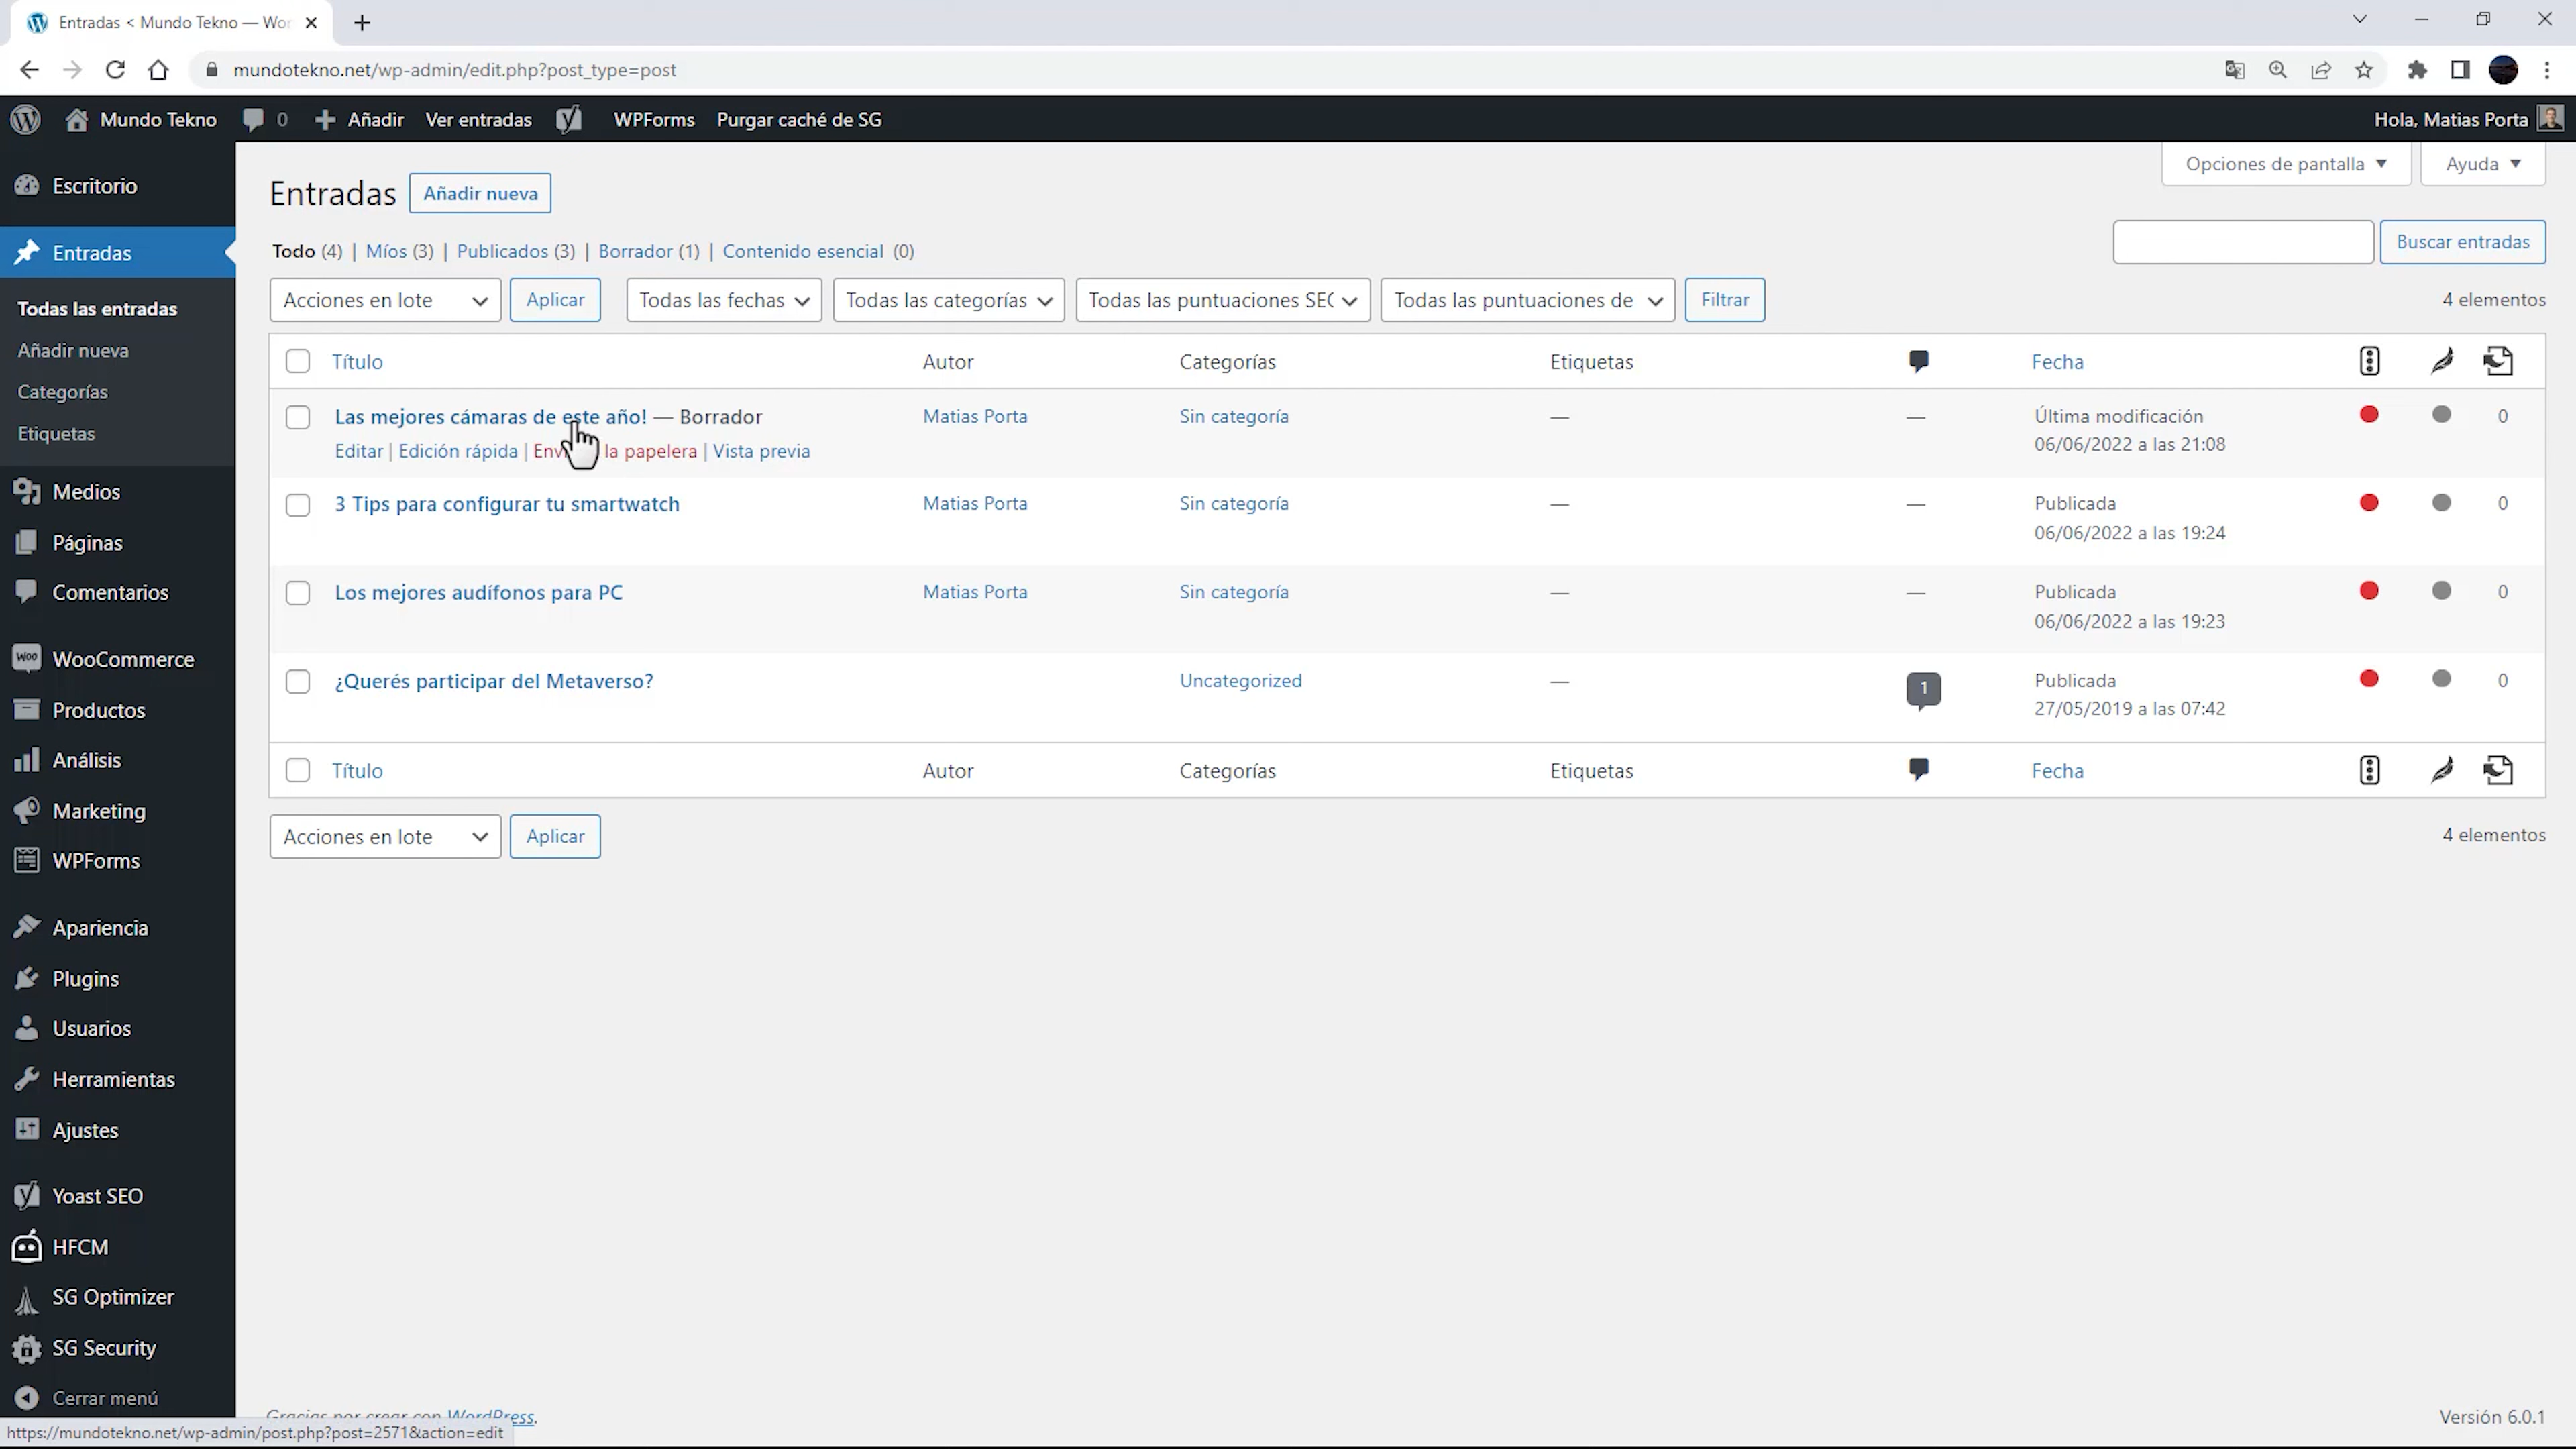 Entradas < Mundo Tekno — Wor
mundotekno.net/wp-admin/edit.php?post_type=post
Mundo Tekno 0 Añadir Ver entradas WPForms Purgar caché de SG Hola, Matias Porta
Opciones de pantalla Ayuda
Escritorio
Entradas
Todas las entradas
Añadir nueva
Categorías
Etiquetas
Medios
Páginas
Comentarios
WooCommerce
Productos
Análisis
Marketing
WPForms
Apariencia
Plugins
Usuarios
Herramientas
Ajustes
Yoast SEO
HFCM
SG Optimizer
SG Security
Cerrar menú
Entradas Añadir nueva
Todo (4) | Míos (3) | Publicados (3) | Borrador (1) | Contenido esencial (0)
Buscar entradas
Acciones en lote Aplicar Todas las fechas Todas las categorías Todas las puntuaciones SEO Todas las puntuaciones de Filtrar 4 elementos
Título Autor Categorías Etiquetas Fecha
Las mejores cámaras de este año! — Borrador Matias Porta Sin categoría — — Última modificación 0
Editar | Edición rápida | la papelera | Vista previa 06/06/2022 a las 21:08
3 Tips para configurar tu smartwatch Matias Porta Sin categoría — — Publicada 0
06/06/2022 a las 19:24
Los mejores audífonos para PC Matias Porta Sin categoría — — Publicada 0
06/06/2022 a las 19:23
¿Querés participar del Metaverso? Uncategorized — 1 Publicada 0
27/05/2019 a las 07:42
Título Autor Categorías Etiquetas Fecha
Acciones en lote Aplicar 4 elementos
Gracias por crear con WordPress.
Versión 6.0.1
https://mundotekno.net/wp-admin/post.php?post=2571&action=edit